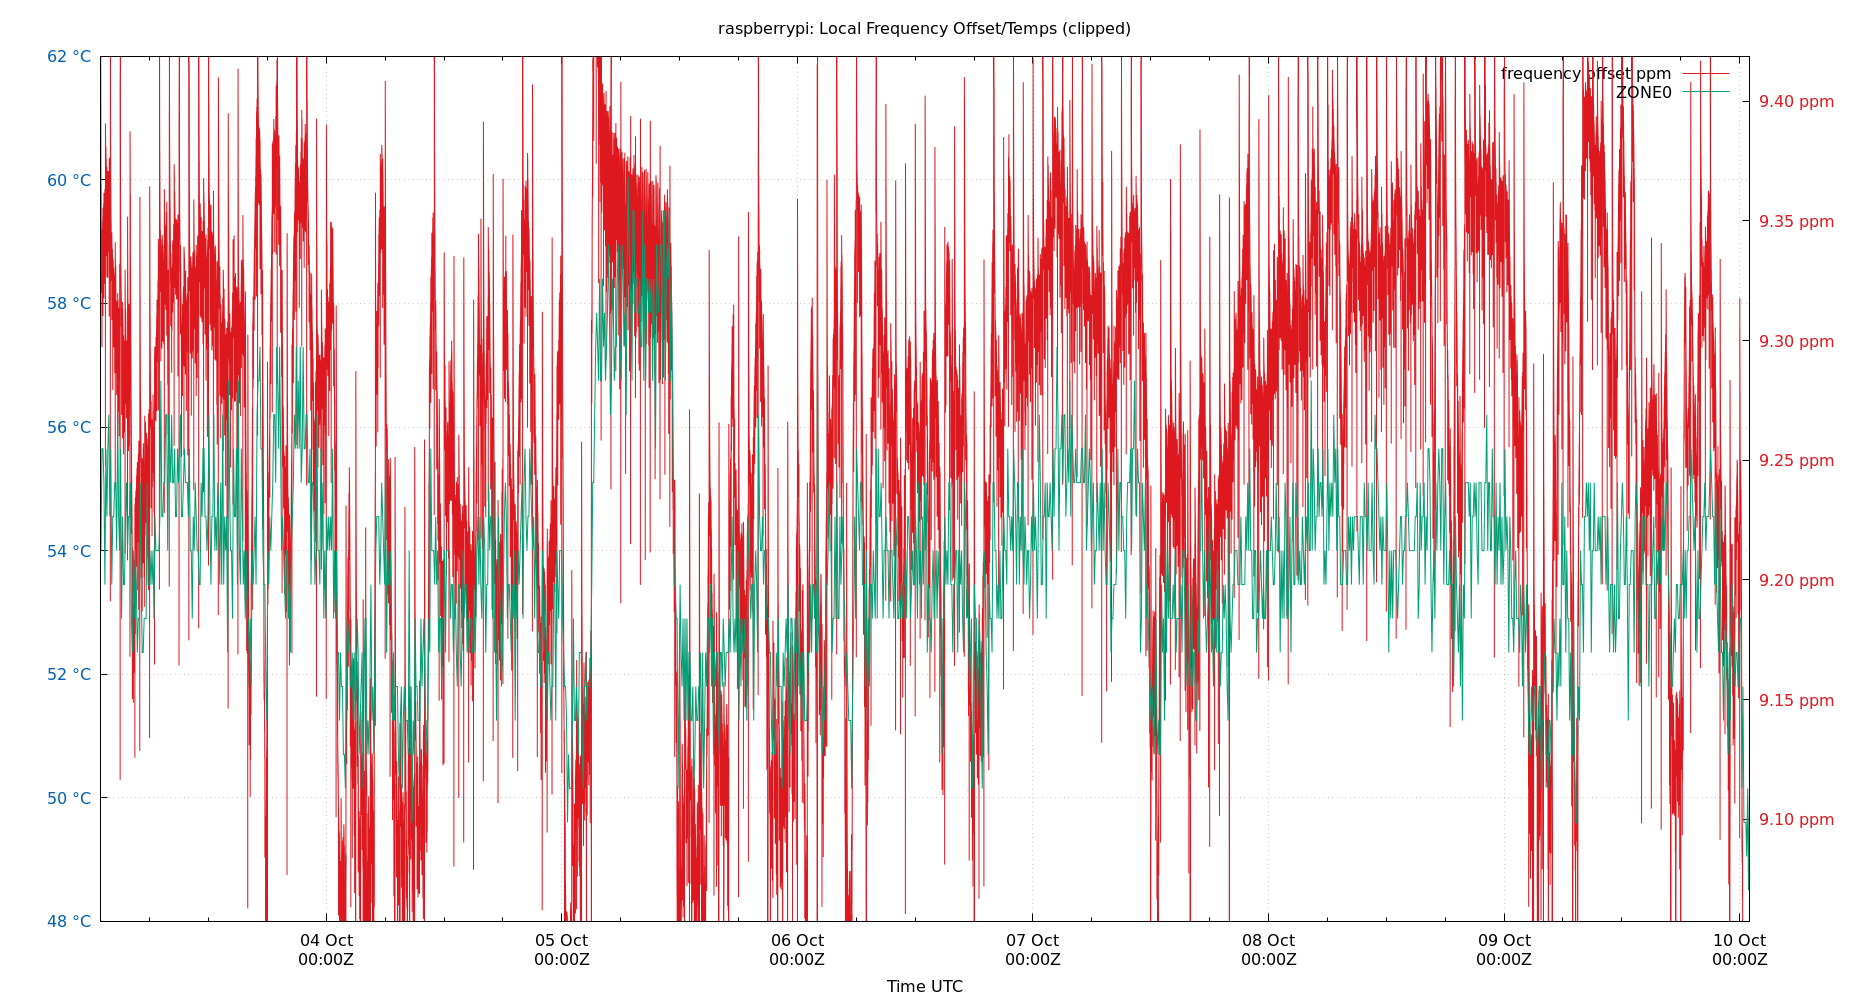 raspberrypi: Local Frequency Offset/Temps (clipped)
frequency offset ppm
ZONE0
62 °C
60 °C
58 °C
56 °C
54 °C
52 °C
50 °C
48 °C
9.40 ppm
9.35 ppm
9.30 ppm
9.25 ppm
9.20 ppm
9.15 ppm
9.10 ppm
04 Oct
00:00Z
05 Oct
00:00Z
06 Oct
00:00Z
07 Oct
00:00Z
08 Oct
00:00Z
09 Oct
00:00Z
10 Oct
00:00Z
Time UTC